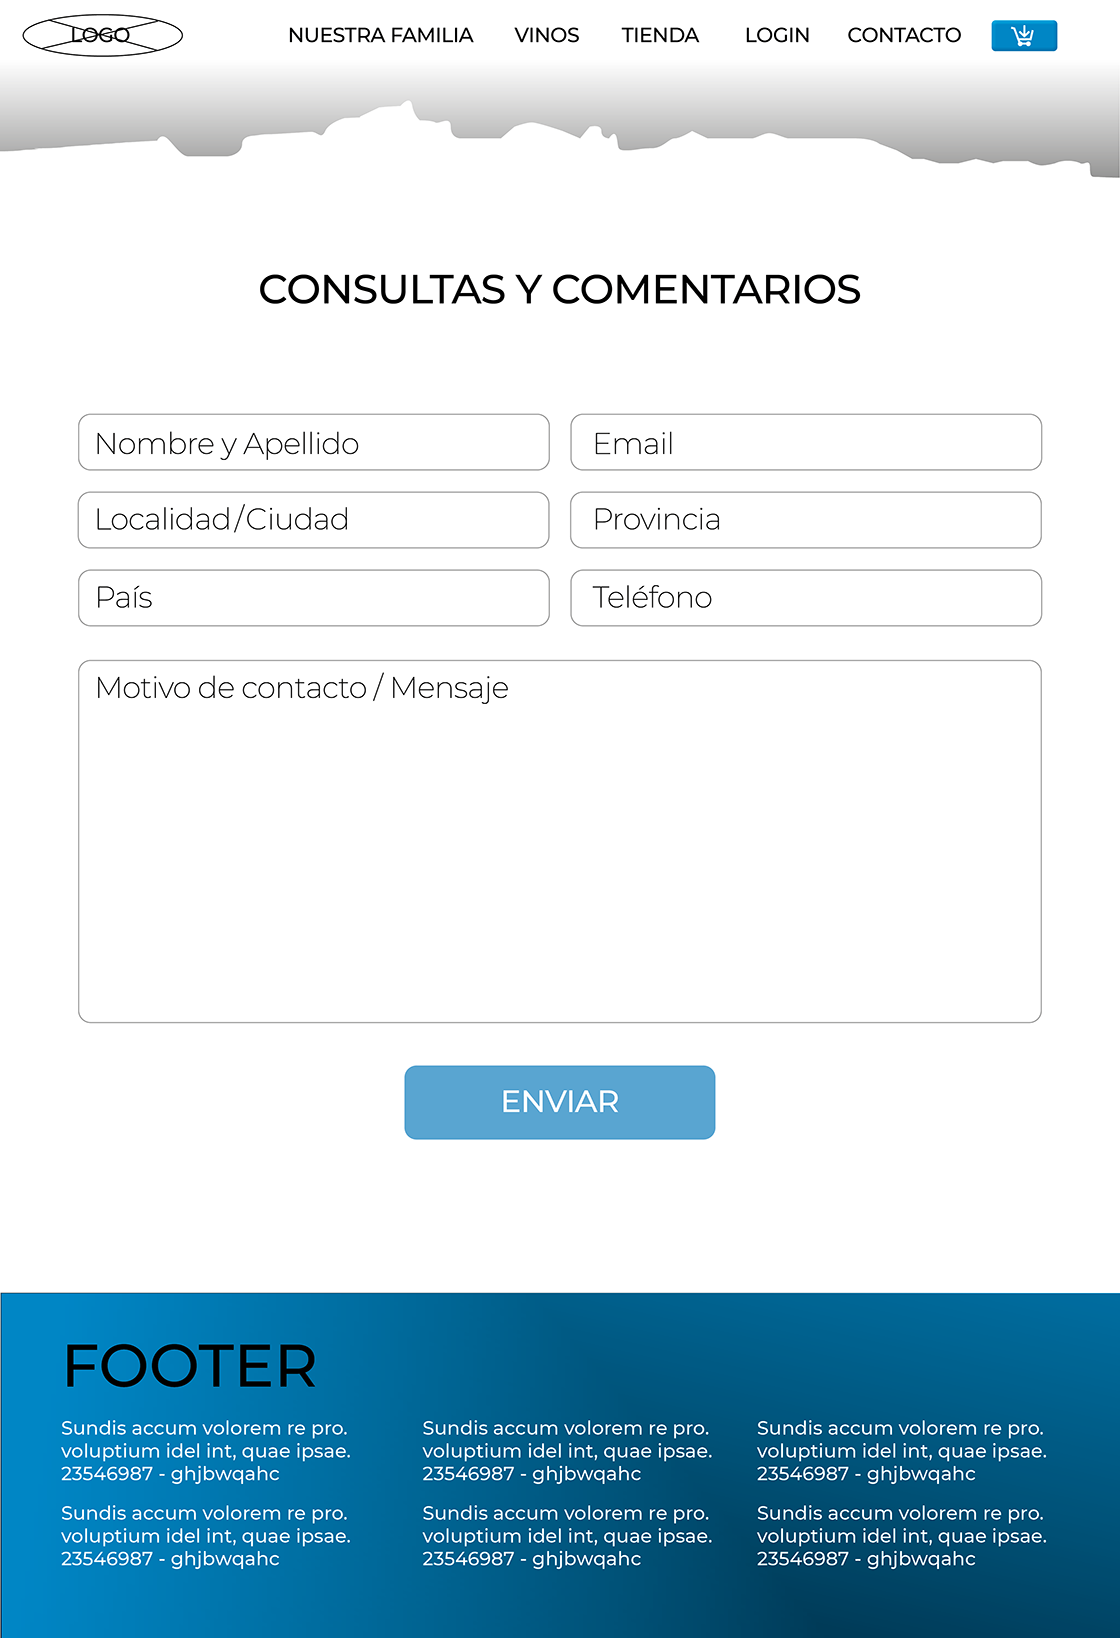 LOGO
NUESTRA FAMILIA VINOS TIENDA LOGIN CONTACTO
CONSULTAS Y COMENTARIOS
Nombre y Apellido
Email
Localidad/Ciudad
Provincia
País
Teléfono
Motivo de contacto / Mensaje
ENVIAR
FOOTER
Sundis accum volorem re pro.
voluptium idel int, quae ipsae.
23546987 - ghjbwqahc
Sundis accum volorem re pro.
voluptium idel int, quae ipsae.
23546987 - ghjbwqahc
Sundis accum volorem re pro.
voluptium idel int, quae ipsae.
23546987 - ghjbwqahc
Sundis accum volorem re pro.
voluptium idel int, quae ipsae.
23546987 - ghjbwqahc
Sundis accum volorem re pro.
voluptium idel int, quae ipsae.
23546987 - ghjbwqahc
Sundis accum volorem re pro.
voluptium idel int, quae ipsae.
23546987 - ghjbwqahc